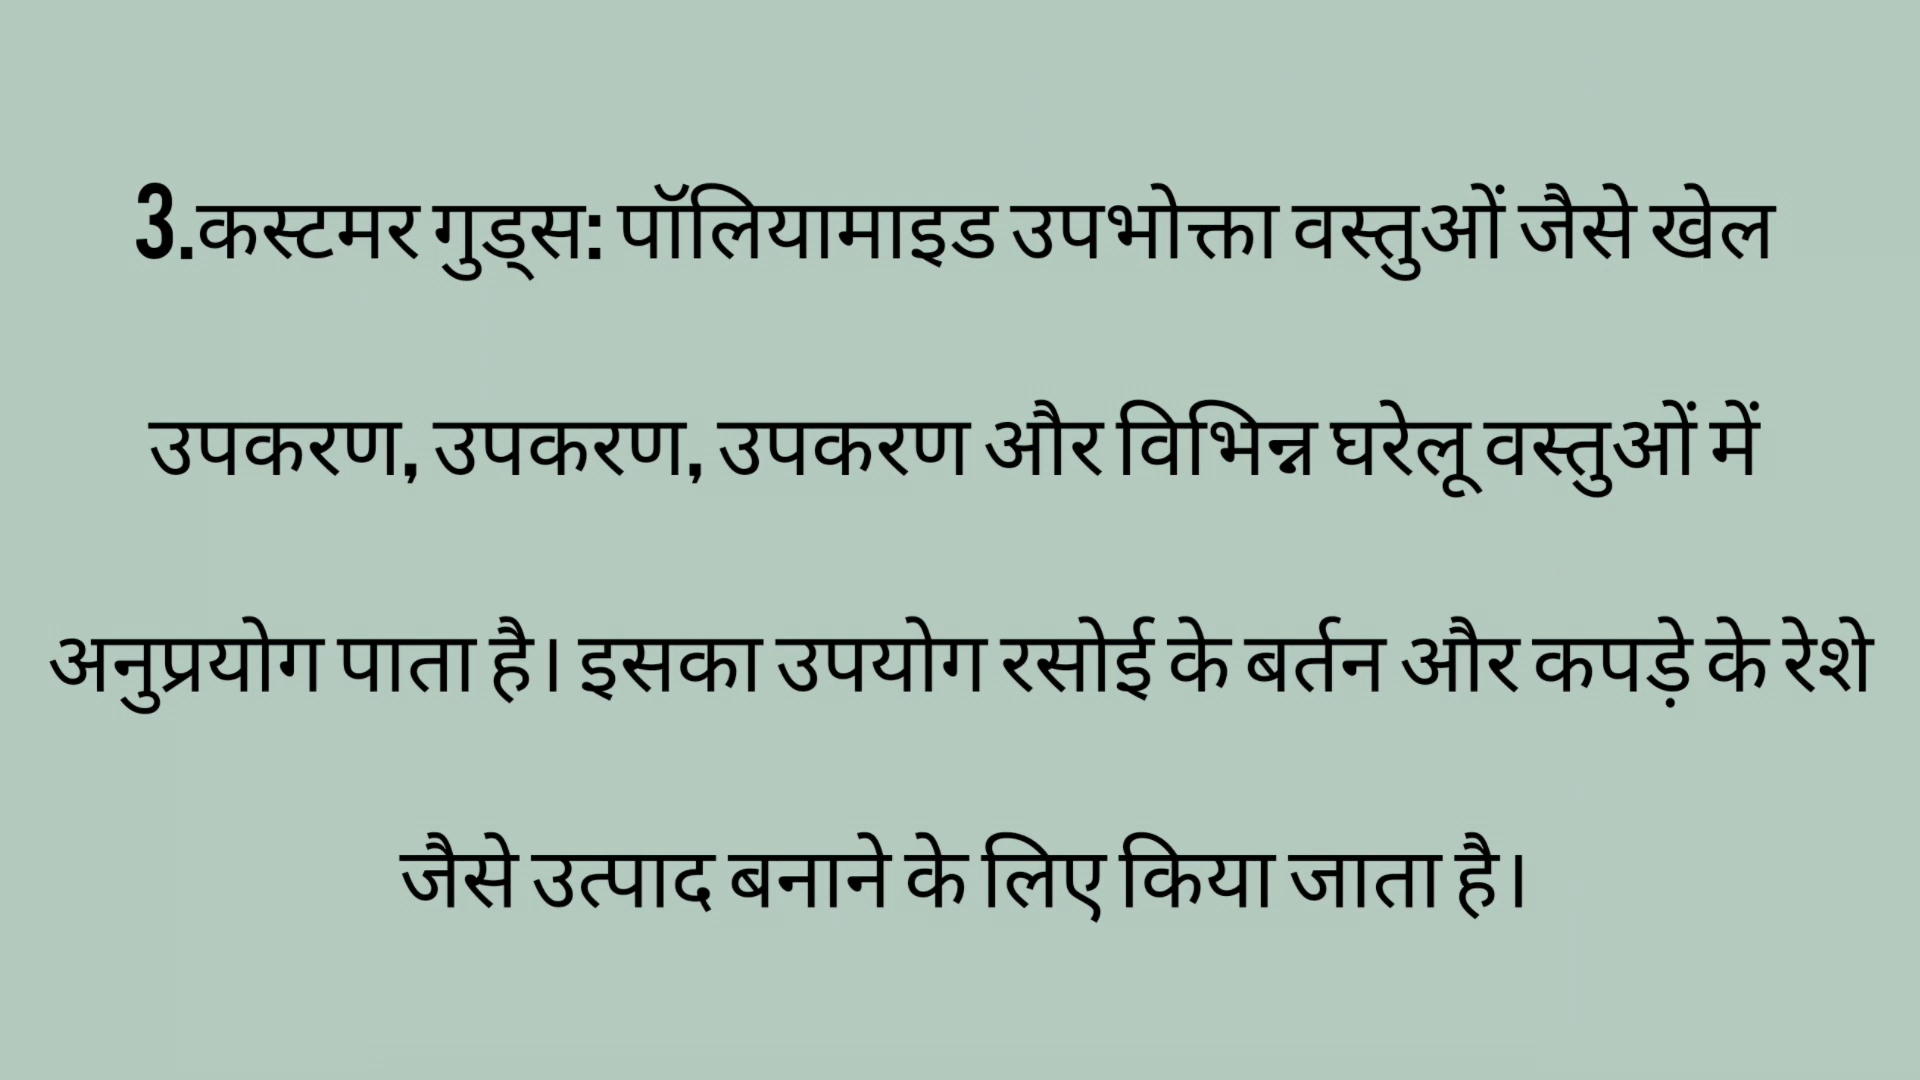 3.कस्टमर गुड्स: पॉलियामाइड उपभोक्ता वस्तुओं जैसे खेल
उपकरण, उपकरण, उपकरण और विभिन्न घरेलू वस्तुओं में
अनुप्रयोग पाता है। इसका उपयोग रसोई के बर्तन और कपड़े के रेशे
जैसे उत्पाद बनाने के लिए किया जाता है।